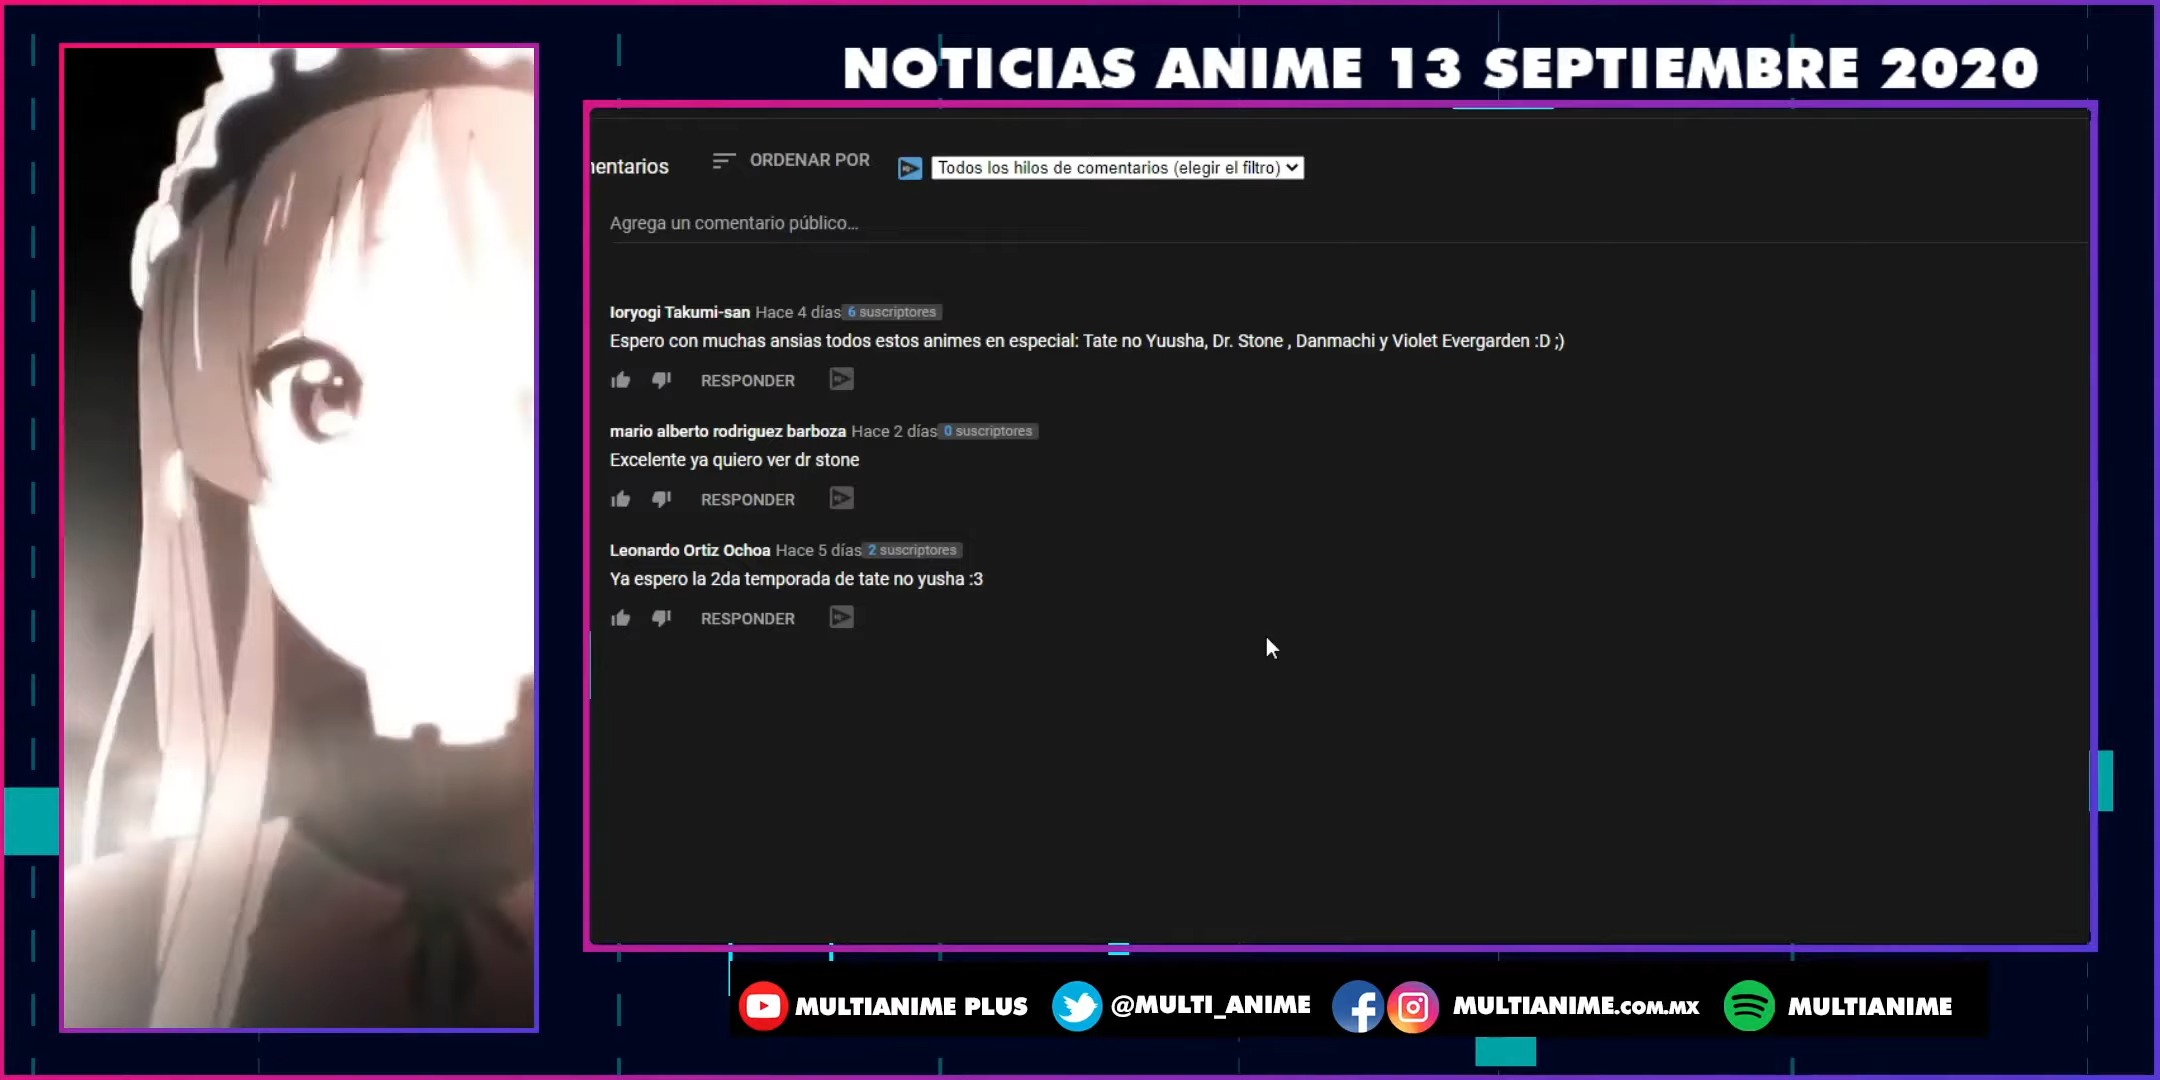 NOTICIAS ANIME 13 SEPTIEMBRE 2020
mentarios
ORDENAR POR
Todos los hilos de comentarios (elegir el filtro)
Agrega un comentario público...
Ioryogi Takumi-san Hace 4 días 6 suscriptores
Espero con muchas ansias todos estos animes en especial: Tate no Yuusha, Dr. Stone , Danmachi y Violet Evergarden :D ;)
RESPONDER
mario alberto rodriguez barboza Hace 2 días 0 suscriptores
Excelente ya quiero ver dr stone
RESPONDER
Leonardo Ortiz Ochoa Hace 5 días 2 suscriptores
Ya espero la 2da temporada de tate no yusha :3
RESPONDER
MULTIANIME PLUS @MULTI_ANIME MULTIANIME.COM.MX MULTIANIME